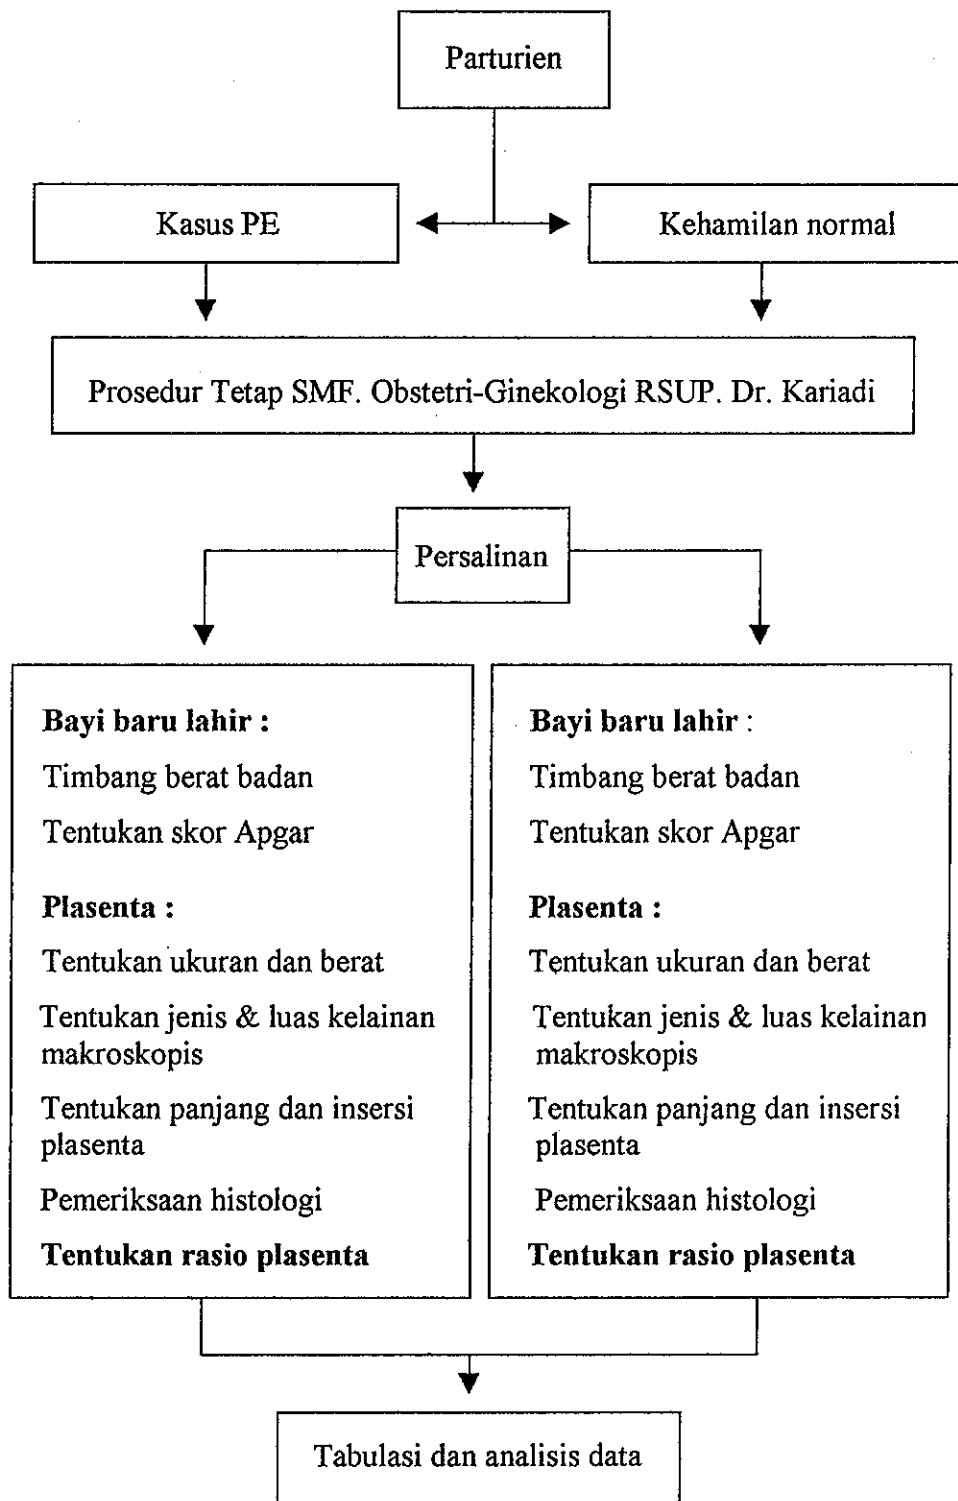 Parturien
Kasus PE
Kehamilan normal
Prosedur Tetap SMF. Obstetri-Ginekologi RSUP. Dr. Kariadi
Persalinan
Bayi baru lahir :
Timbang berat badan
Tentukan skor Apgar
Plasenta :
Tentukan ukuran dan berat
Tentukan jenis & luas kelainan
makroskopis
Tentukan panjang dan insersi
plasenta
Pemeriksaan histologi
Tentukan rasio plasenta
Bayi baru lahir :
Timbang berat badan
Tentukan skor Apgar
Plasenta :
Tentukan ukuran dan berat
Tentukan jenis & luas kelainan
makroskopis
Tentukan panjang dan insersi
plasenta
Pemeriksaan histologi
Tentukan rasio plasenta
Tabulasi dan analisis data